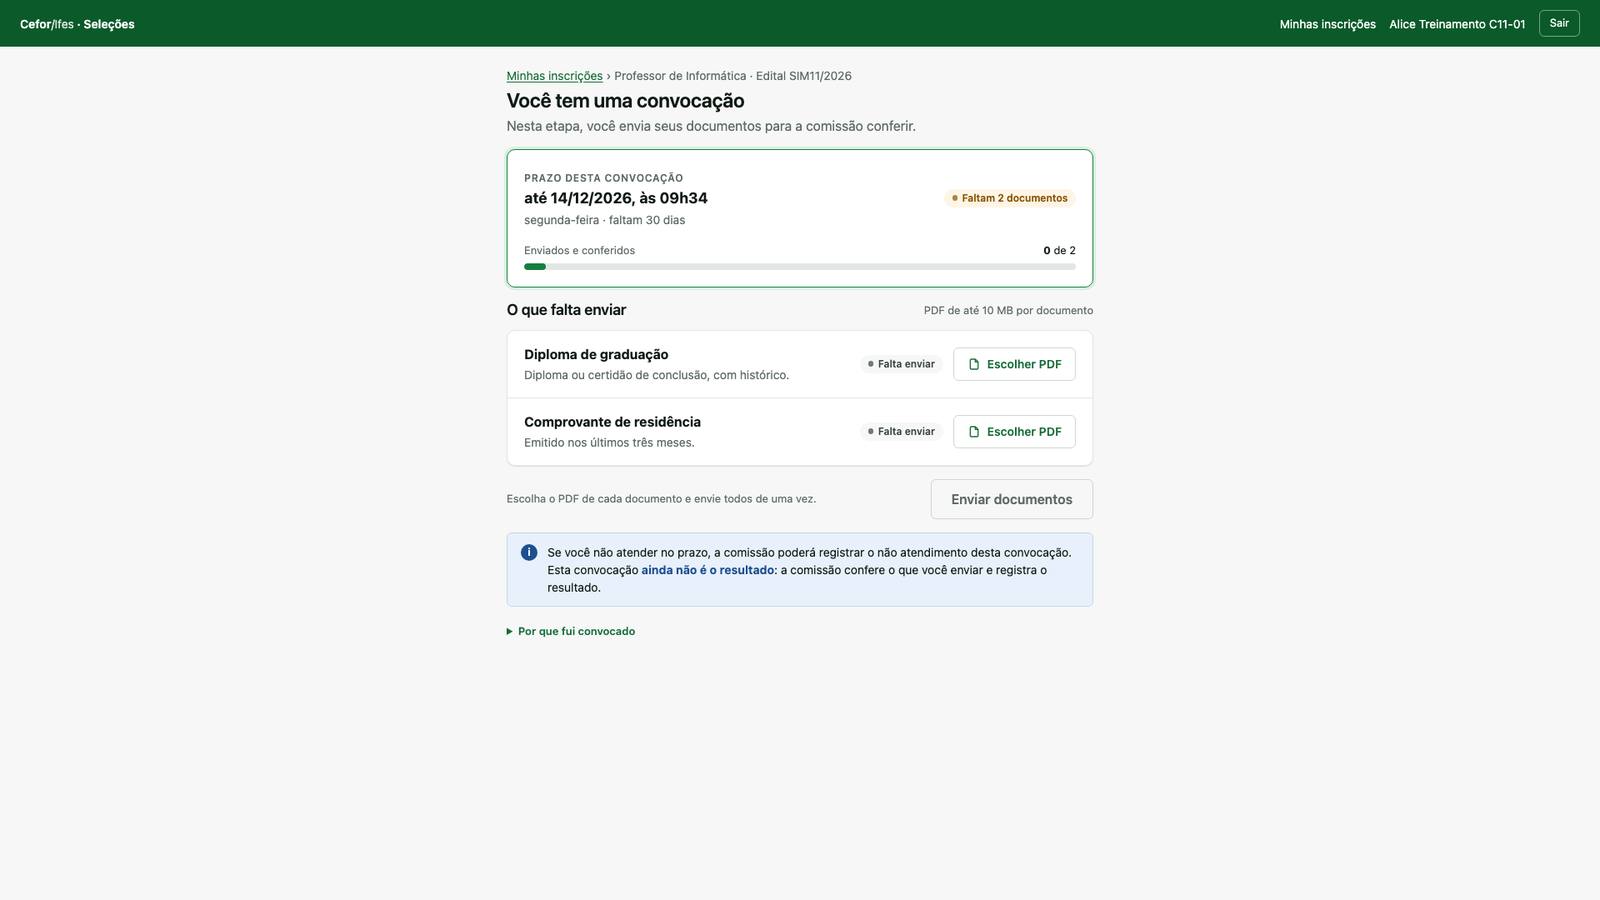 Cefor/Ifes · Seleções
Minhas inscrições
Alice Treinamento C11-01
Sair
Minhas inscrições › Professor de Informática · Edital SIM11/2026
Você tem uma convocação
Nesta etapa, você envia seus documentos para a comissão conferir.
PRAZO DESTA CONVOCAÇÃO
até 14/12/2026, às 09h34
Faltam 2 documentos
segunda-feira · faltam 30 dias
Enviados e conferidos
0 de 2
O que falta enviar
PDF de até 10 MB por documento
Diploma de graduação
Diploma ou certidão de conclusão, com histórico.
Falta enviar
Escolher PDF
Comprovante de residência
Emitido nos últimos três meses.
Falta enviar
Escolher PDF
Escolha o PDF de cada documento e envie todos de uma vez.
Enviar documentos
Se você não atender no prazo, a comissão poderá registrar o não atendimento desta convocação.
Esta convocação ainda não é o resultado: a comissão confere o que você enviar e registra o
resultado.
Por que fui convocado